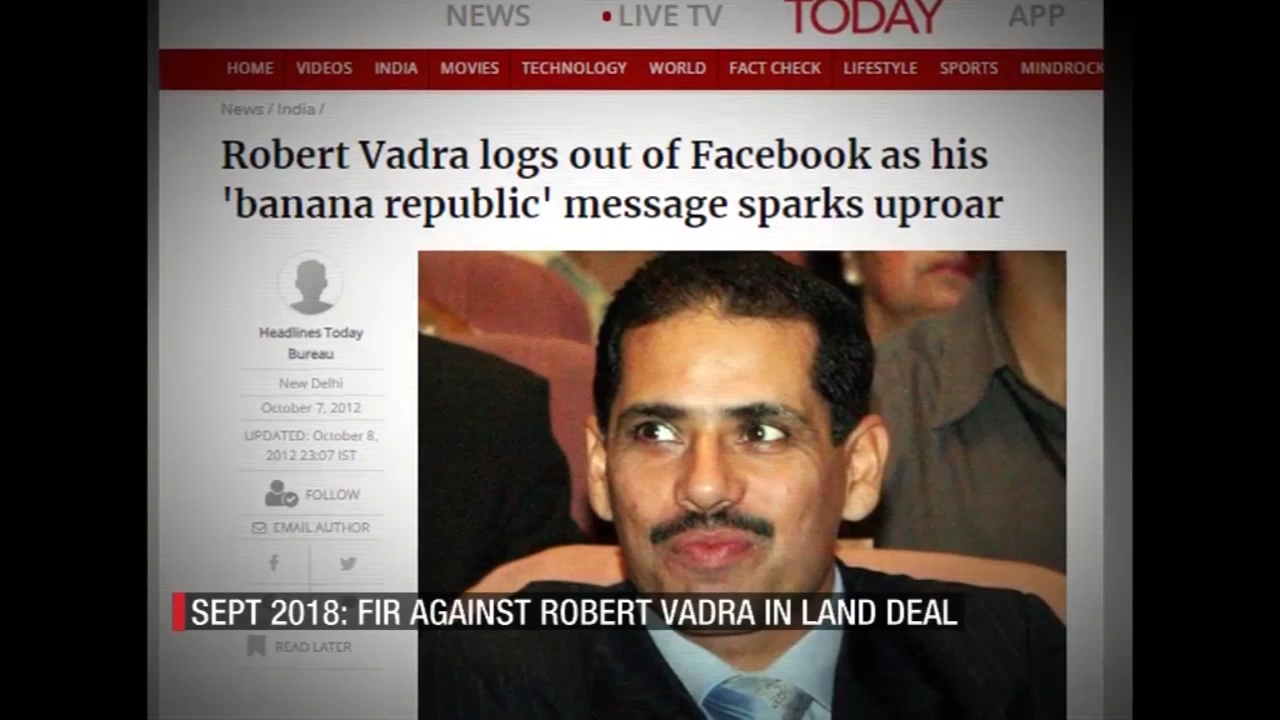 NEWS
LIVE TV
TODAY
APP
HOME VIDEOS INDIA MOVIES TECHNOLOGY WORLD FACT CHECK LIFESTYLE SPORTS MINDROCK
News / India /
Robert Vadra logs out of Facebook as his
'banana republic' message sparks uproar
Headlines Today
Bureau
New Delhi
October 7, 2012
UPDATED: October 8,
2012 23:07 IST
FOLLOW
EMAIL AUTHOR
SEPT 2018: FIR AGAINST ROBERT VADRA IN LAND DEAL
READ LATER